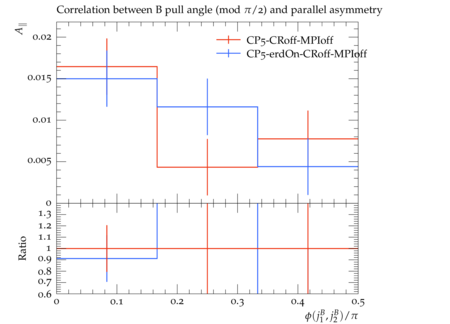 Correlation between B pull angle (mod π/2) and parallel asymmetry
A∥
CP5-CRoff-MPIoff
CP5-erdOn-CRoff-MPIoff
0.02
0.015
0.01
0.005
0
Ratio
1.3
1.2
1.1
1
0.9
0.8
0.7
0.6
0 0.1 0.2 0.3 0.4 0.5
ϕ(j₁ᴮ, j₂ᴮ)/π